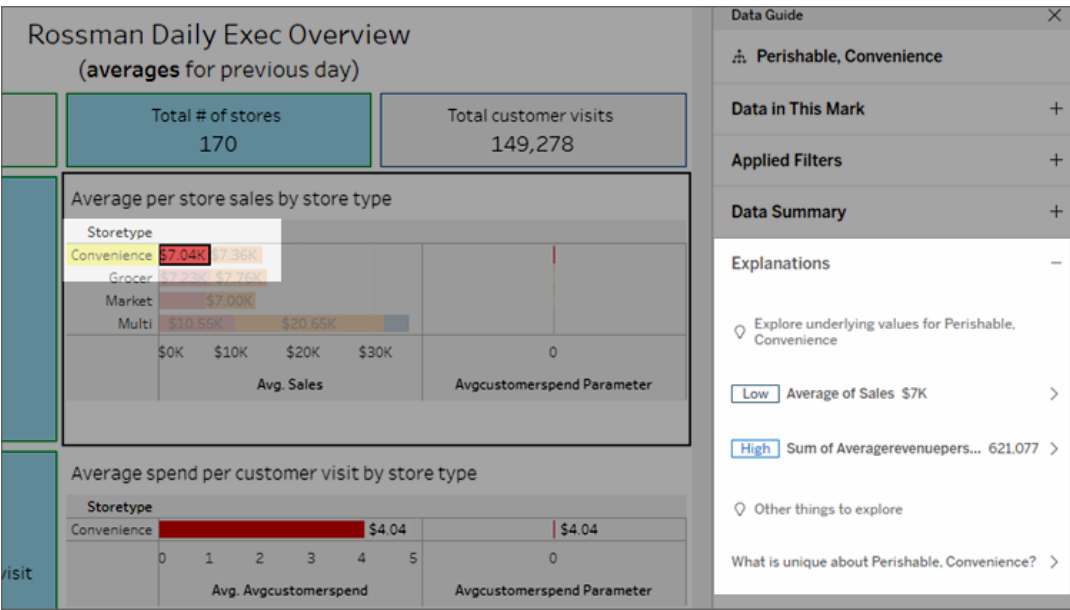 Rossman Daily Exec Overview
(averages for previous day)
Total # of stores
170
Total customer visits
149,278
Average per store sales by store type
Storetype
Convenience $7.04K $7.36K
Grocer $7.23K $7.76K
Market $7.00K
Multi $10.55K $20.65K
$0K $10K $20K $30K 0
Avg. Sales Avgcustomerspend Parameter
Average spend per customer visit by store type
Storetype
Convenience $4.04 $4.04
0 1 2 3 4 5 0
Avg. Avgcustomerspend Avgcustomerspend Parameter
visit
Data Guide
Perishable, Convenience
Data in This Mark
Applied Filters
Data Summary
Explanations
Explore underlying values for Perishable,
Convenience
Low Average of Sales $7K
High Sum of Averagerevenuepers... 621,077
Other things to explore
What is unique about Perishable, Convenience?